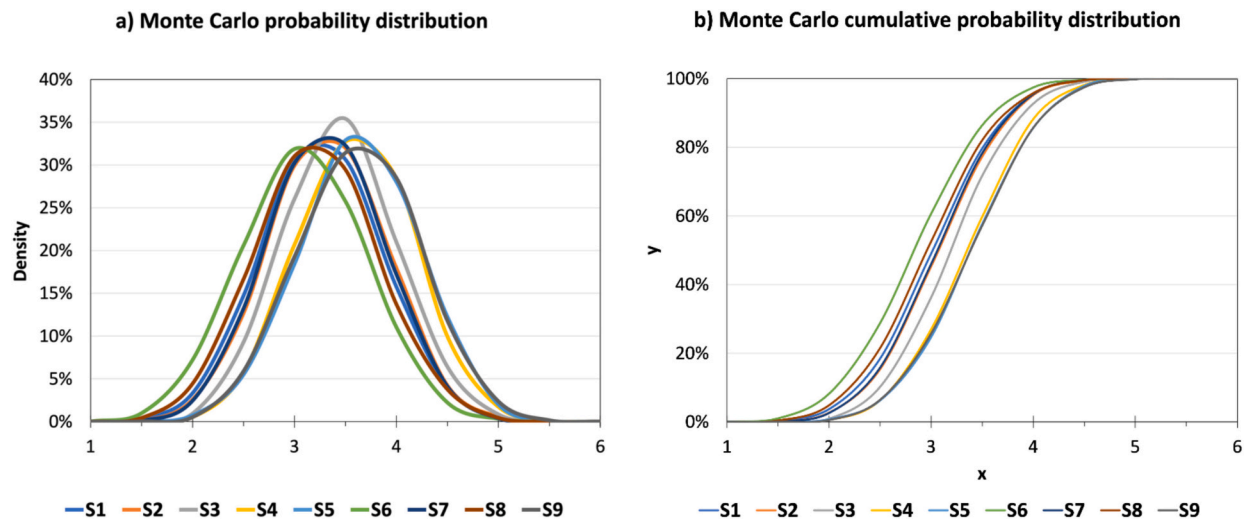 a) Monte Carlo probability distribution
40%
35%
30%
25%
20%
15%
10%
5%
0%
Density
1 2 3 4 5 6
S1 S2 S3 S4 S5 S6 S7 S8 S9
b) Monte Carlo cumulative probability distribution
100%
80%
60%
40%
20%
0%
y
1 2 3 4 5 6
x
S1 S2 S3 S4 S5 S6 S7 S8 S9